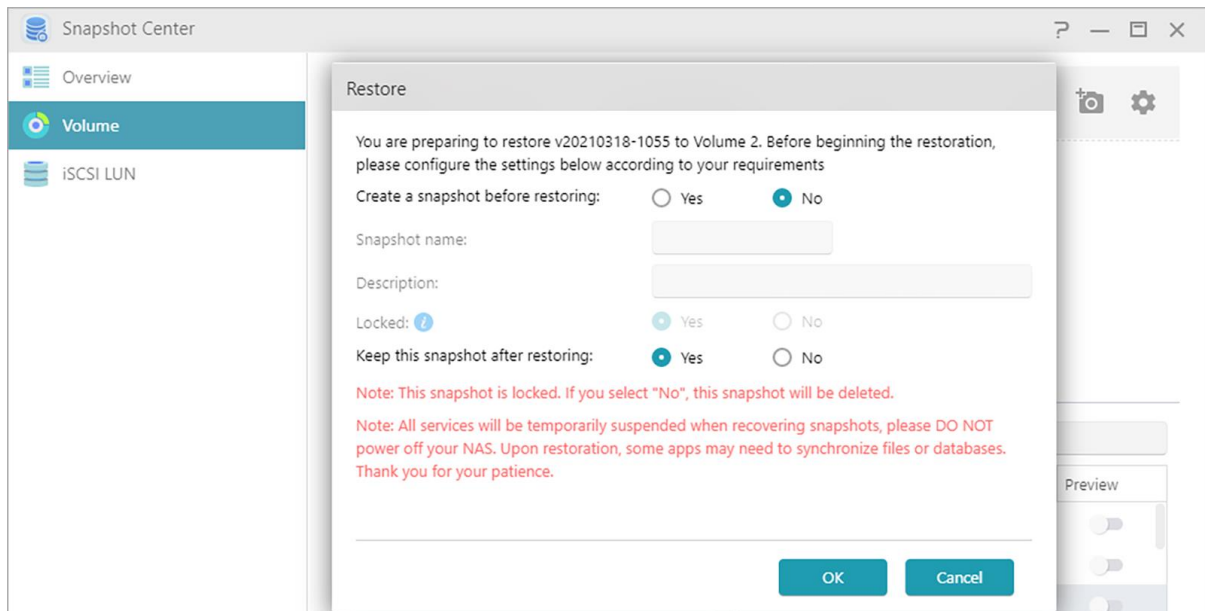 Snapshot Center
Overview
Volume
iSCSI LUN
Restore
You are preparing to restore v20210318-1055 to Volume 2. Before beginning the restoration,
please configure the settings below according to your requirements
Create a snapshot before restoring: Yes No
Snapshot name:
Description:
Locked: i Yes No
Keep this snapshot after restoring: Yes No
Note: This snapshot is locked. If you select "No", this snapshot will be deleted.
Note: All services will be temporarily suspended when recovering snapshots, please DO NOT
power off your NAS. Upon restoration, some apps may need to synchronize files or databases.
Thank you for your patience.
Preview
OK Cancel